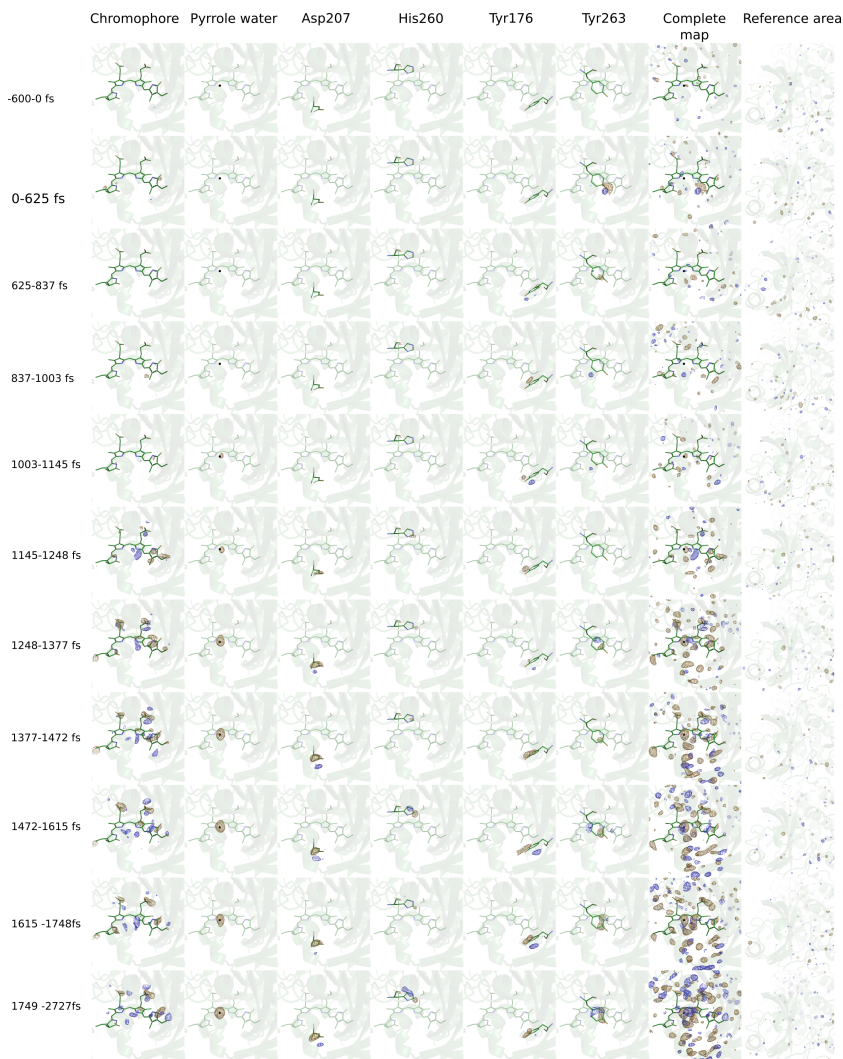 Chromophore Pyrrole water Asp207 His260 Tyr176 Tyr263 Complete map Reference area
-600-0 fs
0-625 fs
625-837 fs
837-1003 fs
1003-1145 fs
1145-1248 fs
1248-1377 fs
1377-1472 fs
1472-1615 fs
1615 -1748fs
1749 -2727fs